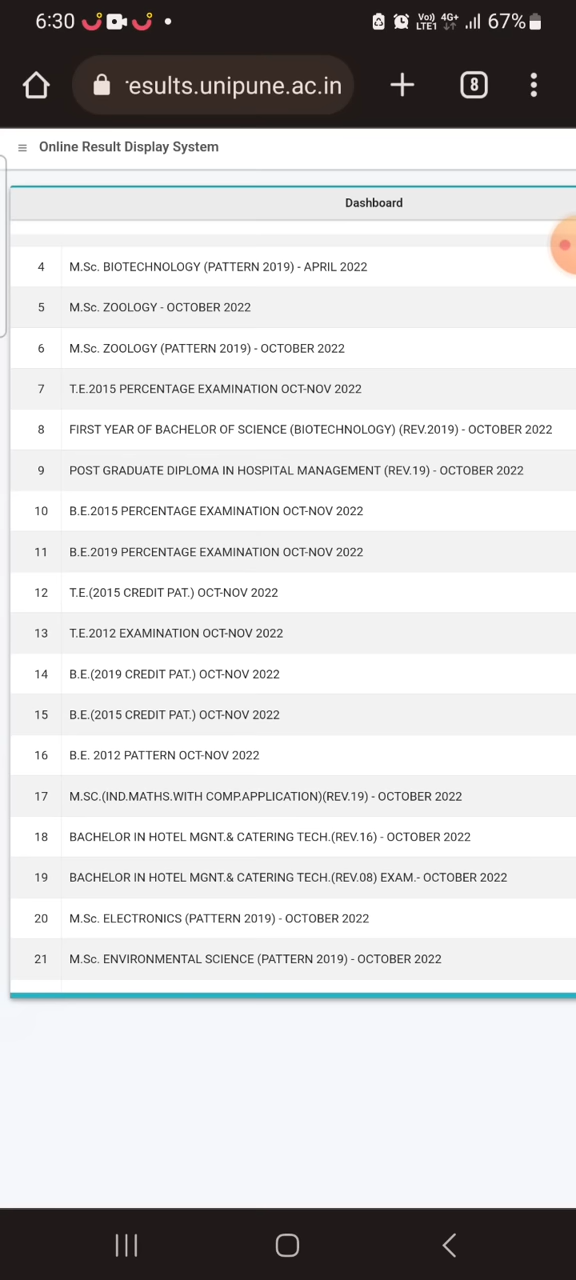 6:30
Vo)) 4G+ 67%
LTE1
esults.unipune.ac.in
8
Online Result Display System
Dashboard
4 M.Sc. BIOTECHNOLOGY (PATTERN 2019) - APRIL 2022
5 M.Sc. ZOOLOGY - OCTOBER 2022
6 M.Sc. ZOOLOGY (PATTERN 2019) - OCTOBER 2022
7 T.E.2015 PERCENTAGE EXAMINATION OCT-NOV 2022
8 FIRST YEAR OF BACHELOR OF SCIENCE (BIOTECHNOLOGY) (REV.2019) - OCTOBER 2022
9 POST GRADUATE DIPLOMA IN HOSPITAL MANAGEMENT (REV.19) - OCTOBER 2022
10 B.E.2015 PERCENTAGE EXAMINATION OCT-NOV 2022
11 B.E.2019 PERCENTAGE EXAMINATION OCT-NOV 2022
12 T.E.(2015 CREDIT PAT.) OCT-NOV 2022
13 T.E.2012 EXAMINATION OCT-NOV 2022
14 B.E.(2019 CREDIT PAT.) OCT-NOV 2022
15 B.E.(2015 CREDIT PAT.) OCT-NOV 2022
16 B.E. 2012 PATTERN OCT-NOV 2022
17 M.SC.(IND.MATHS.WITH COMP.APPLICATION)(REV.19) - OCTOBER 2022
18 BACHELOR IN HOTEL MGNT.& CATERING TECH.(REV.16) - OCTOBER 2022
19 BACHELOR IN HOTEL MGNT.& CATERING TECH.(REV.08) EXAM.- OCTOBER 2022
20 M.Sc. ELECTRONICS (PATTERN 2019) - OCTOBER 2022
21 M.Sc. ENVIRONMENTAL SCIENCE (PATTERN 2019) - OCTOBER 2022